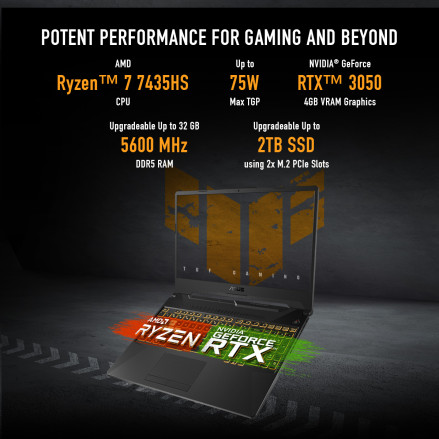 POTENT PERFORMANCE FOR GAMING AND BEYOND
AMD
Ryzen™ 7 7435HS
CPU
Up to
75W
Max TGP
NVIDIA® GeForce
RTX™ 3050
4GB VRAM Graphics
Upgradeable Up to 32 GB
5600 MHz
DDR5 RAM
Upgradeable Up to
2TB SSD
using 2x M.2 PCIe Slots
TUF GAMING
AMD
RYZEN
NVIDIA
GEFORCE
RTX